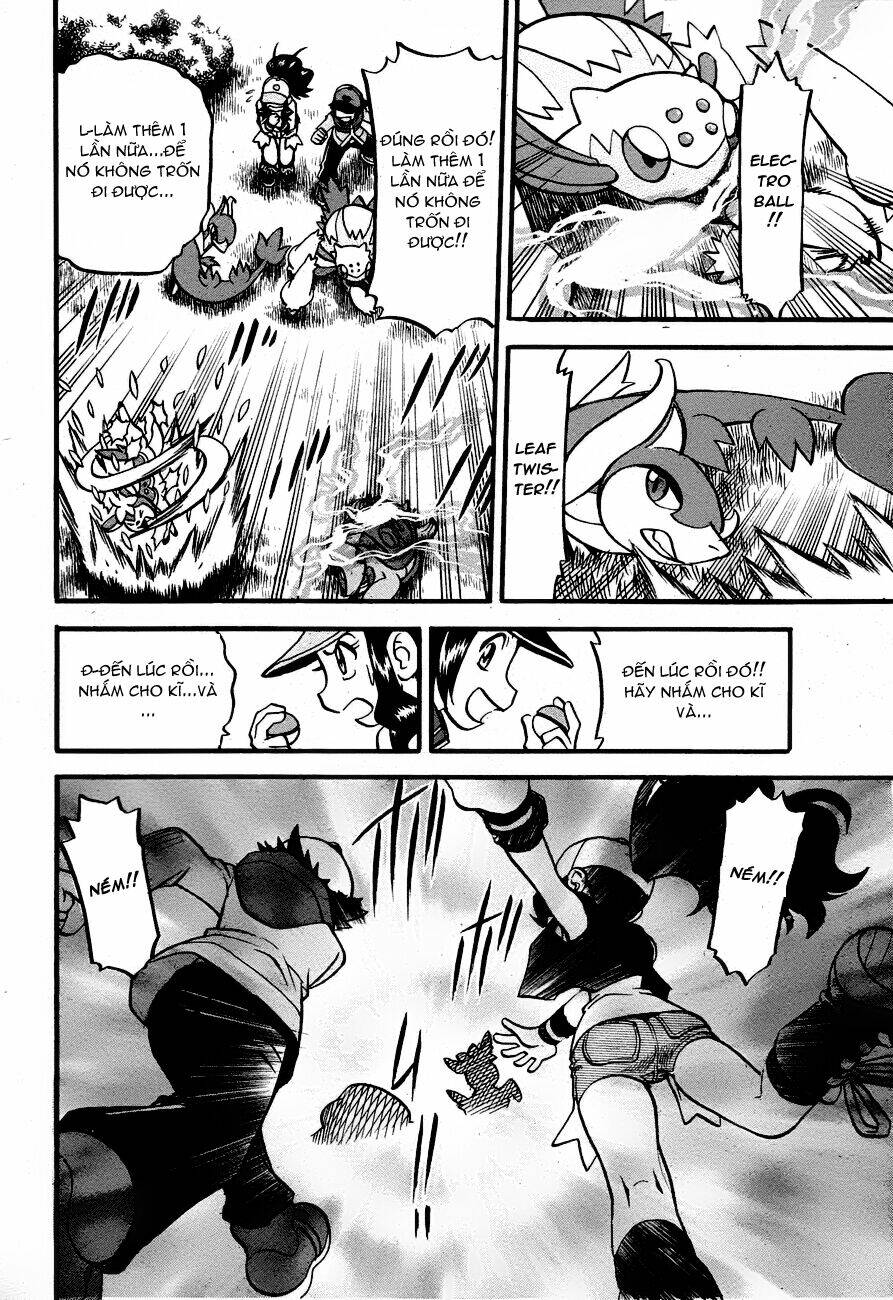 ELEC-
TRO
BALL
!!
LEAF
TWIS-
TER!!
ĐÚNG RỒI ĐÓ!
LÀM THÊM 1
LẦN NỮA ĐỂ
NÓ KHÔNG
TRỐN ĐI
ĐƯỢC!!
L-LÀM THÊM 1
LẦN NỮA...ĐỂ
NÓ KHÔNG TRỐN
ĐI ĐƯỢC...
ĐẾN LÚC RỒI ĐÓ!!
HÃY NHẮM CHO KĨ
VÀ...
Đ-ĐẾN LÚC RỒI...
NHẮM CHO KĨ...VÀ
...
NÉM!!
NÉM!!